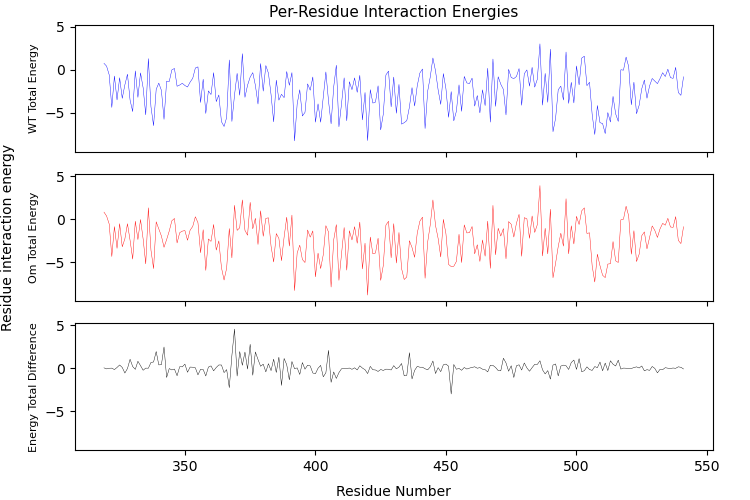 Per-Residue Interaction Energies
Residue interaction energy
WT Total Energy
5
0
−5
Om Total Energy
5
0
−5
Energy Total Difference
5
0
−5
350 400 450 500 550
Residue Number